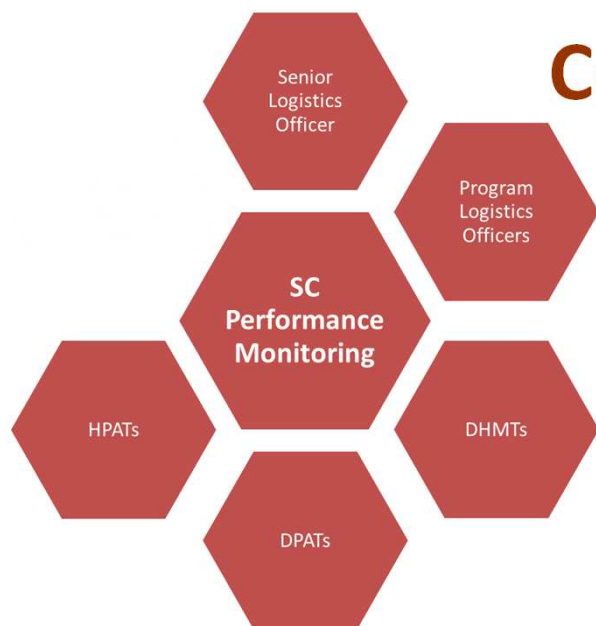 C
Senior
Logistics
Officer
Program
Logistics
Officers
SC
Performance
Monitoring
HPATs
DHMTs
DPATs